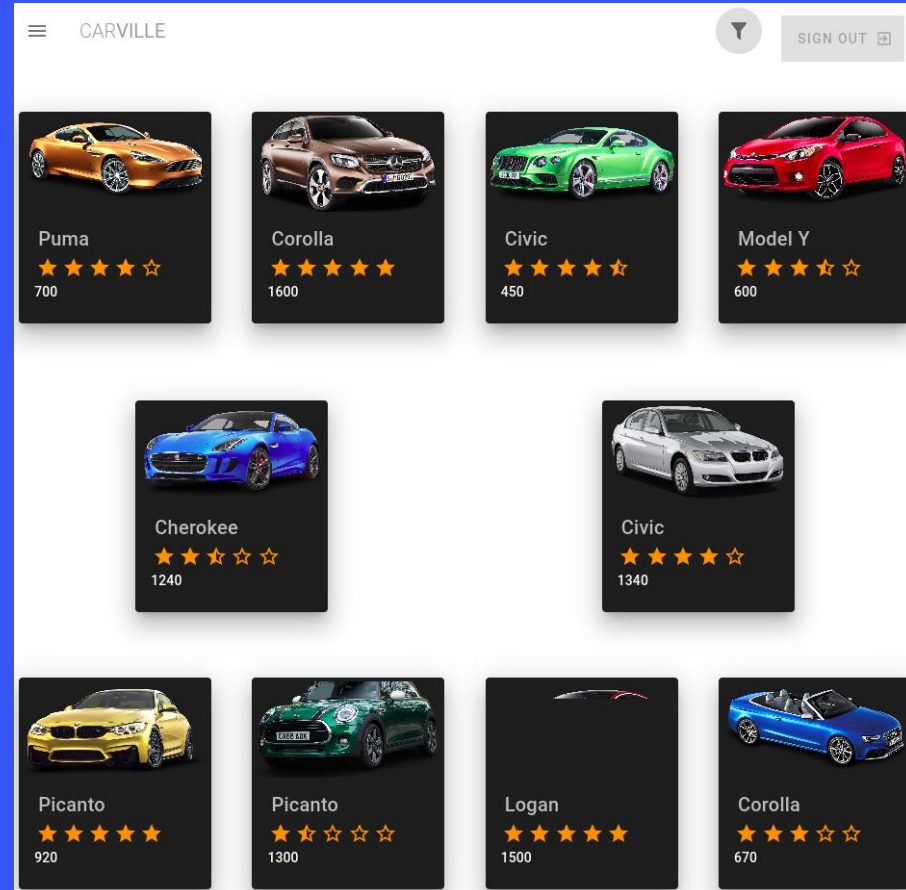 CARVILLE
SIGN OUT
Puma
700
Corolla
1600
Civic
450
Model Y
600
Cherokee
1240
Civic
1340
Picanto
920
Picanto
1300
Logan
1500
Corolla
670